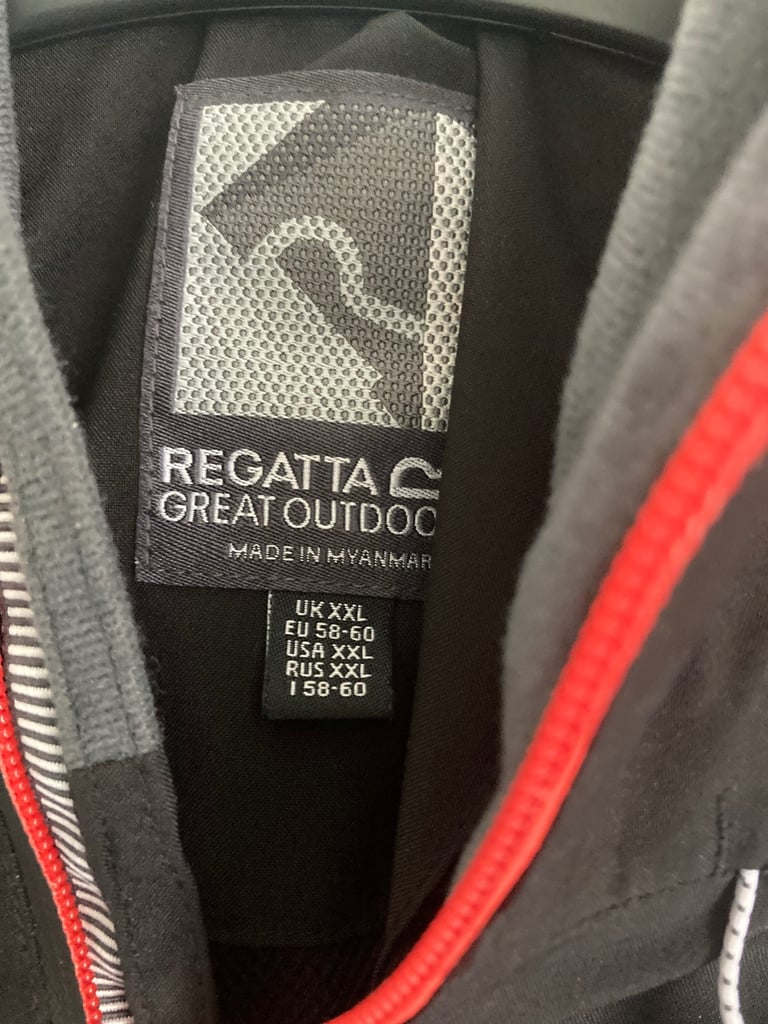 REGATTA
GREAT OUTDOO
MADE IN MYANMAR
UK XXL
EU 58-60
USA XXL
RUS XXL
I 58-60